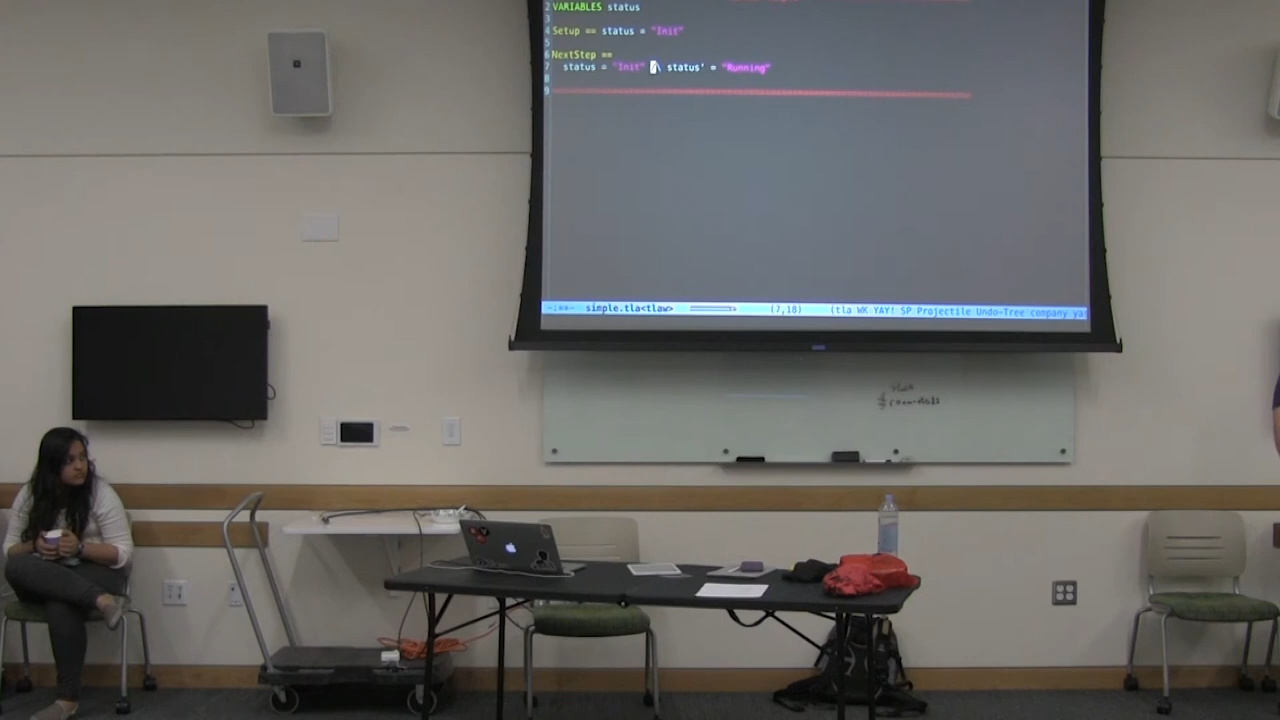 2 VARIABLES status
3
4 Setup == status = "Init"
5
6 NextStep ==
7 status = "Init" /\ status' = "Running"
8
9
simple.tla<tlaw> (7,18) (tla WK YAY! SP Projectile Undo-Tree company ya